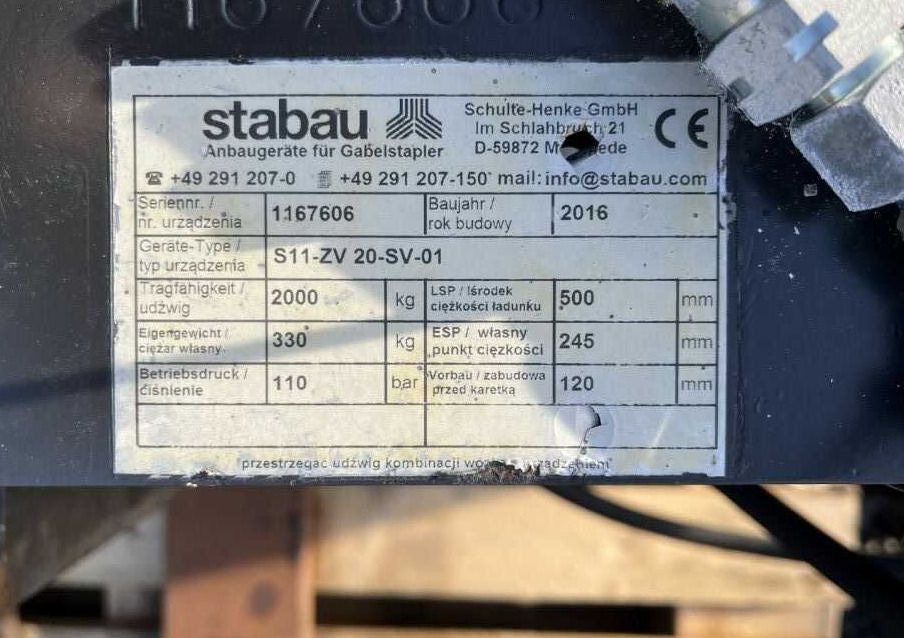 1167606
stabau
Anbaugeräte für Gabelstapler
Schulte-Henke GmbH
Im Schlahbruch 21
D-59872
CE
+49 291 207-0 +49 291 207-150 mail: info@stabau.com
Seriennr. /
nr. urządzenia
1167606
Baujahr /
rok budowy
2016
Geräte-Type /
typ urządzenia
S11-ZV 20-SV-01
Tragfähigkeit /
udźwig
2000
kg
LSP / środek
ciężkości ładunku
500
mm
Eigengewicht /
ciężar własny
330
kg
ESP / własny
punkt ciężkości
245
mm
Betriebsdruck /
ciśnienie
110
bar
Vorbau / zabudowa
przed karetką
120
mm
"przestrzegać udźwig kombinacji urządzeniem"